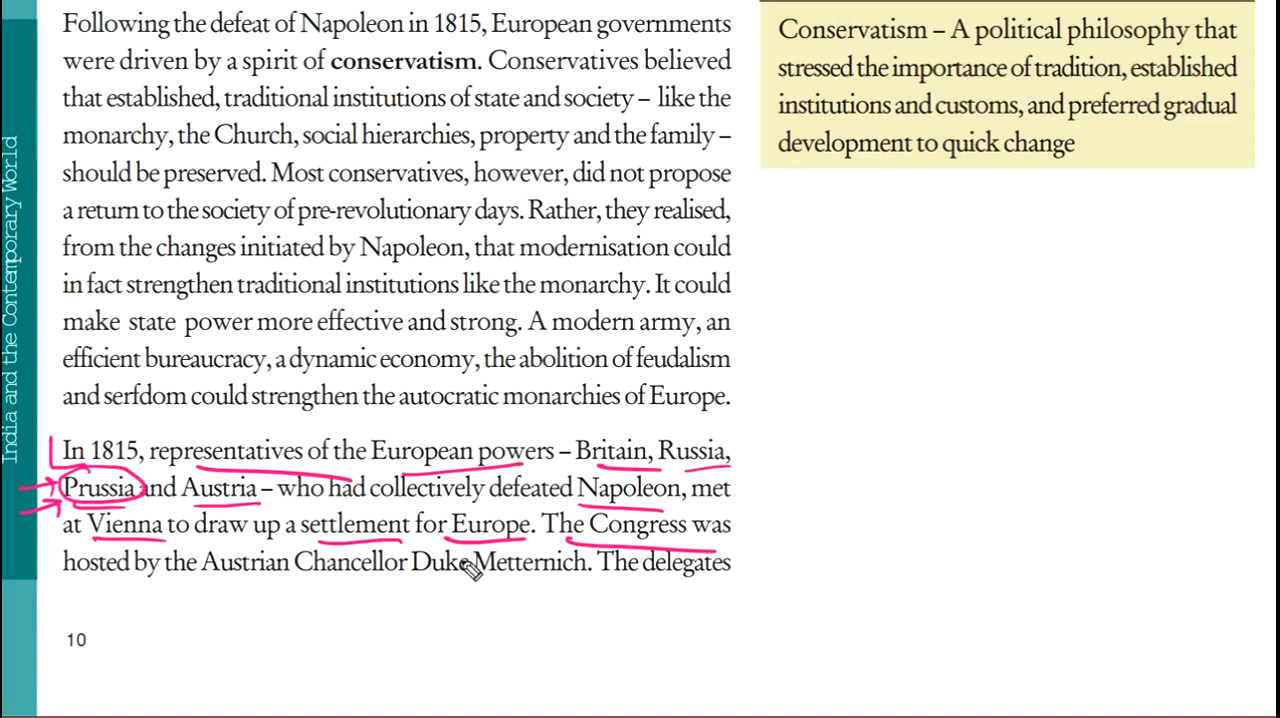 Following the defeat of Napoleon in 1815, European governments
were driven by a spirit of conservatism. Conservatives believed
that established, traditional institutions of state and society – like the
monarchy, the Church, social hierarchies, property and the family –
should be preserved. Most conservatives, however, did not propose
a return to the society of pre-revolutionary days. Rather, they realised,
from the changes initiated by Napoleon, that modernisation could
in fact strengthen traditional institutions like the monarchy. It could
make state power more effective and strong. A modern army, an
efficient bureaucracy, a dynamic economy, the abolition of feudalism
and serfdom could strengthen the autocratic monarchies of Europe.
In 1815, representatives of the European powers – Britain, Russia,
Prussia and Austria – who had collectively defeated Napoleon, met
at Vienna to draw up a settlement for Europe. The Congress was
hosted by the Austrian Chancellor Duke Metternich. The delegates
Conservatism – A political philosophy that
stressed the importance of tradition, established
institutions and customs, and preferred gradual
development to quick change
India and the Contemporary World
10